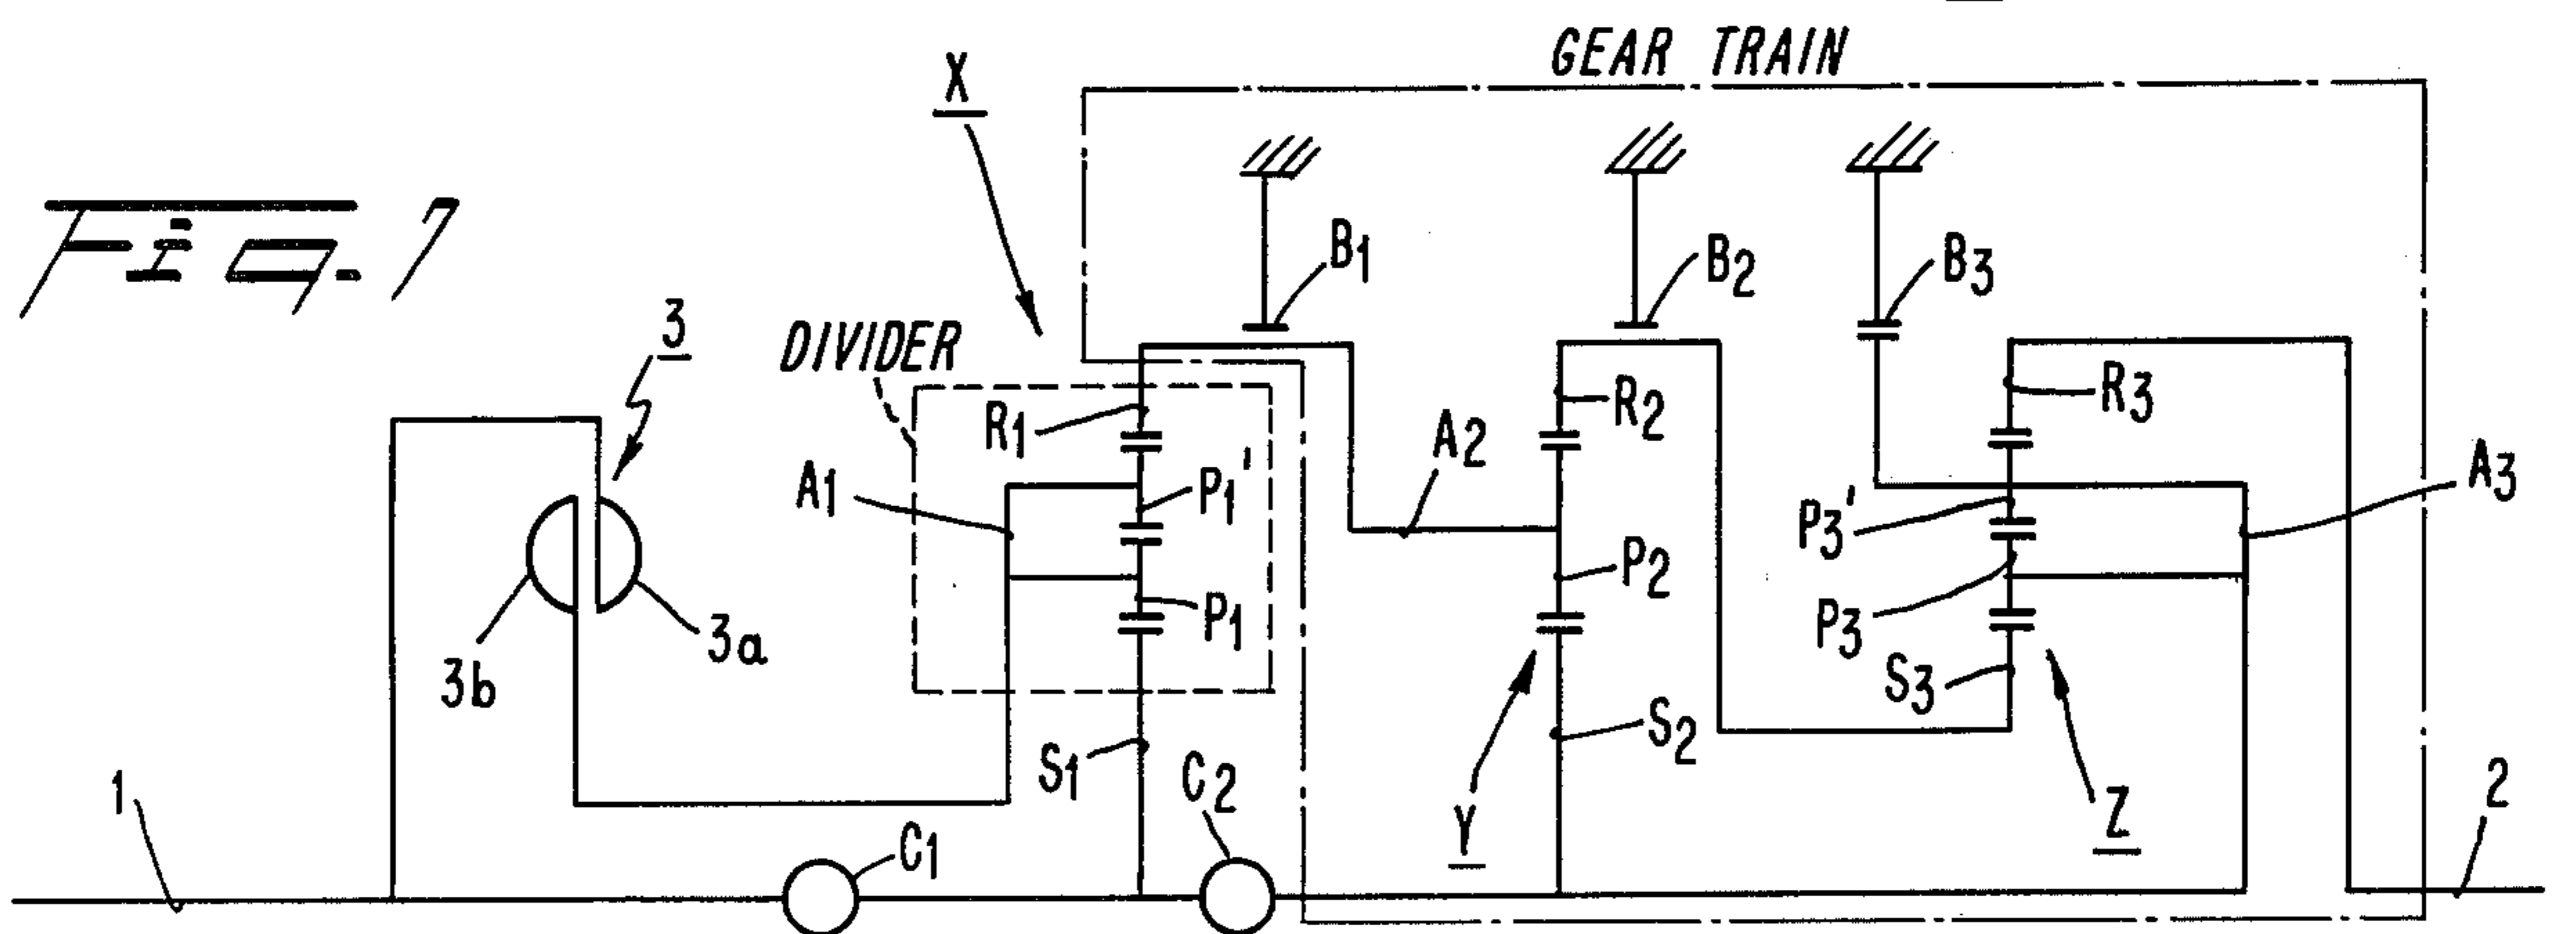 GEAR TRAIN
X
Fig. 7
B1
B2
B3
3
DIVIDER
R1
R2
R3
A1
A2
A3
P1'
P3'
P2
P1
P3
3a
3b
S3
S2
S1
C2
1
C1
Y
Z
2